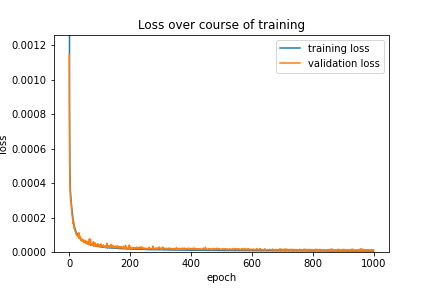 Loss over course of training
training loss
validation loss
0.0012
0.0010
0.0008
0.0006
0.0004
0.0002
0.0000
loss
0 200 400 600 800 1000
epoch